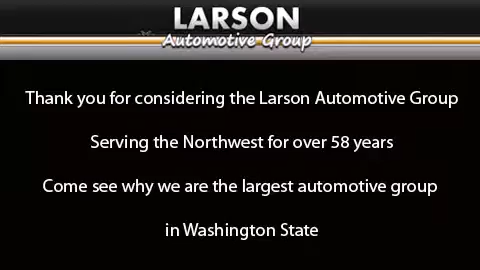 LARSON
Automotive Group
Thank you for considering the Larson Automotive Group
Serving the Northwest for over 58 years
Come see why we are the largest automotive group
in Washington State